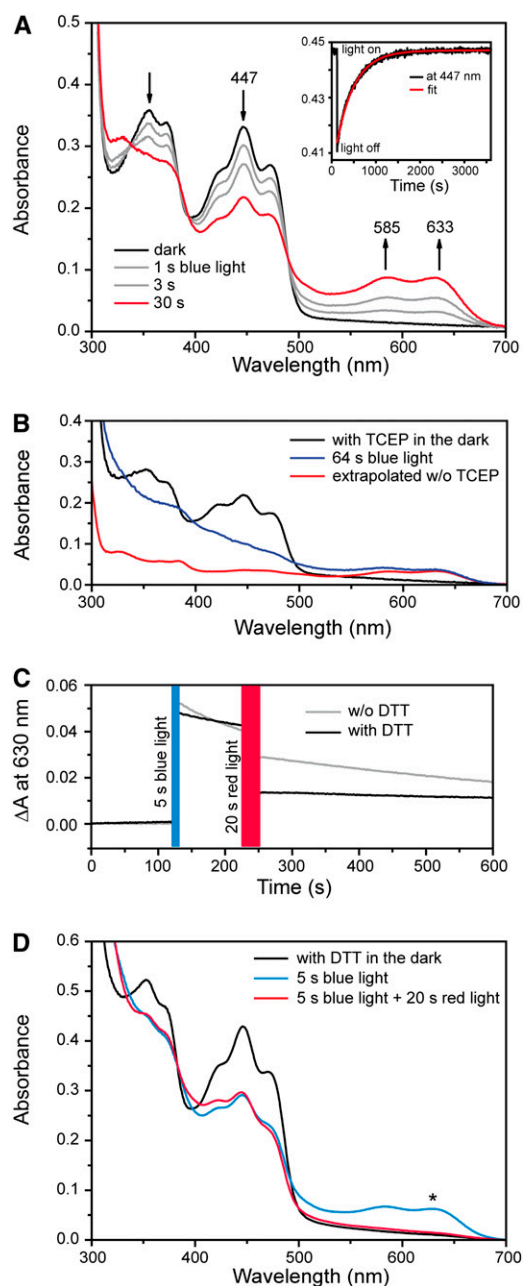 A
Absorbance
0.5
0.4
0.3
0.2
0.1
0.0
447
585
633
dark
1 s blue light
3 s
30 s
300 400 500 600 700
Wavelength (nm)
0.45
0.43
0.41
light on
at 447 nm
fit
light off
0 1000 2000 3000
Time (s)
B
Absorbance
0.4
0.3
0.2
0.1
0.0
with TCEP in the dark
64 s blue light
extrapolated w/o TCEP
300 400 500 600 700
Wavelength (nm)
C
ΔA at 630 nm
0.06
0.04
0.02
0.00
5 s blue light
20 s red light
w/o DTT
with DTT
0 100 200 300 400 500 600
Time (s)
D
Absorbance
0.6
0.5
0.4
0.3
0.2
0.1
0.0
with DTT in the dark
5 s blue light
5 s blue light + 20 s red light
*
300 400 500 600 700
Wavelength (nm)